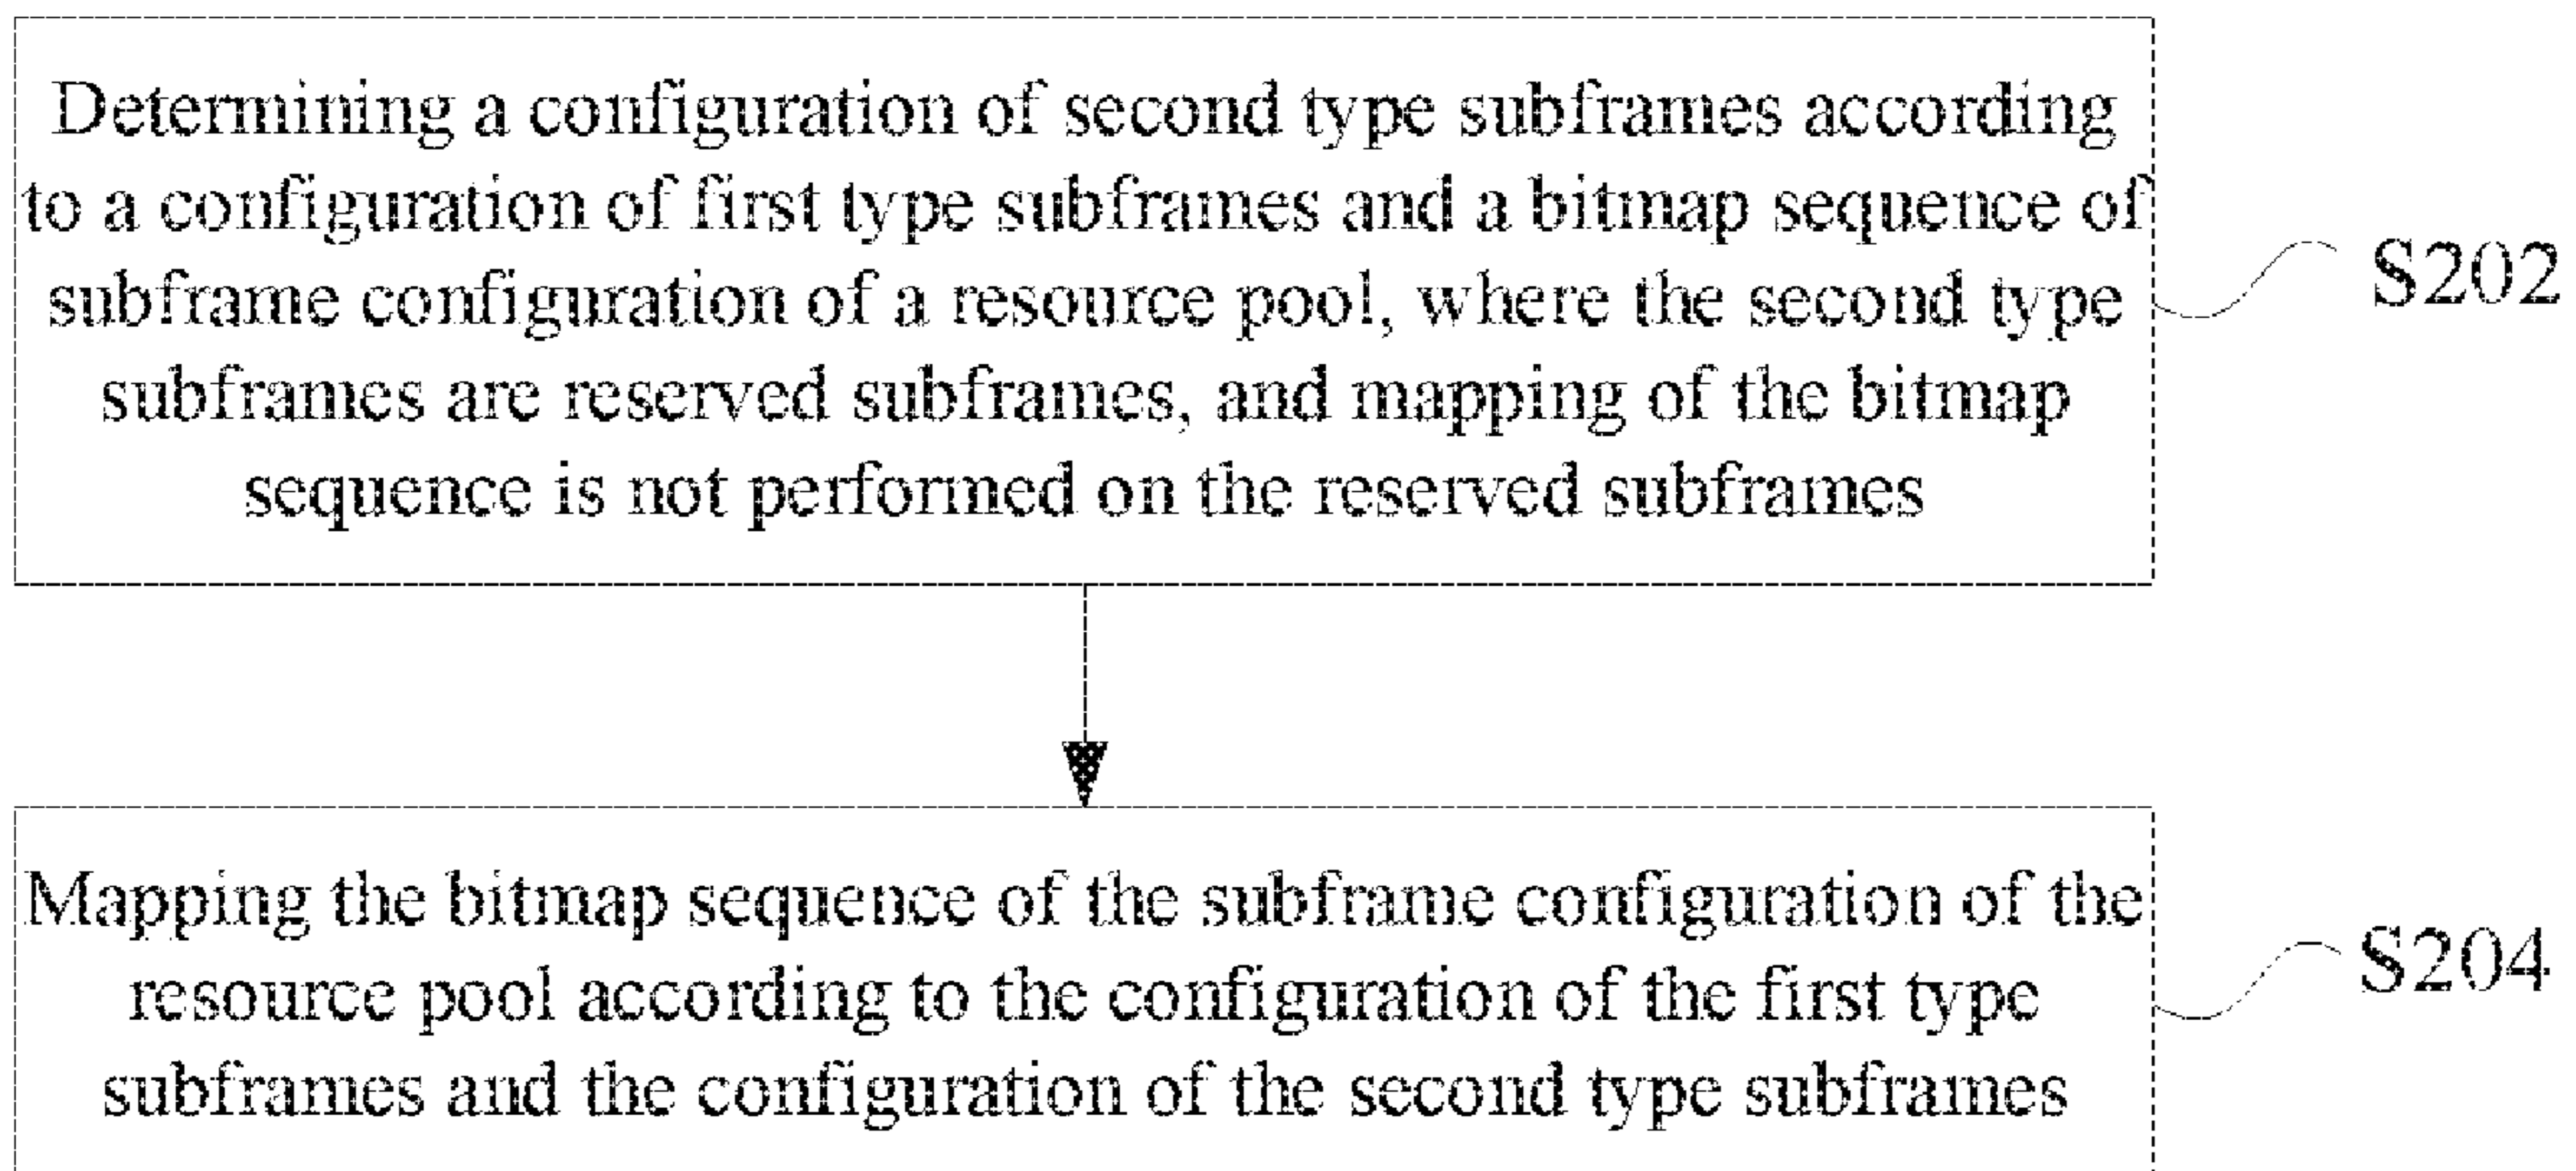 Determining a configuration of second type subframes according
to a configuration of first type subframes and a bitmap sequence of
subframe configuration of a resource pool, where the second type
subframes are reserved subframes, and mapping of the bitmap
sequence is not performed on the reserved subframes
S202
Mapping the bitmap sequence of the subframe configuration of the
resource pool according to the configuration of the first type
subframes and the configuration of the second type subframes
S204